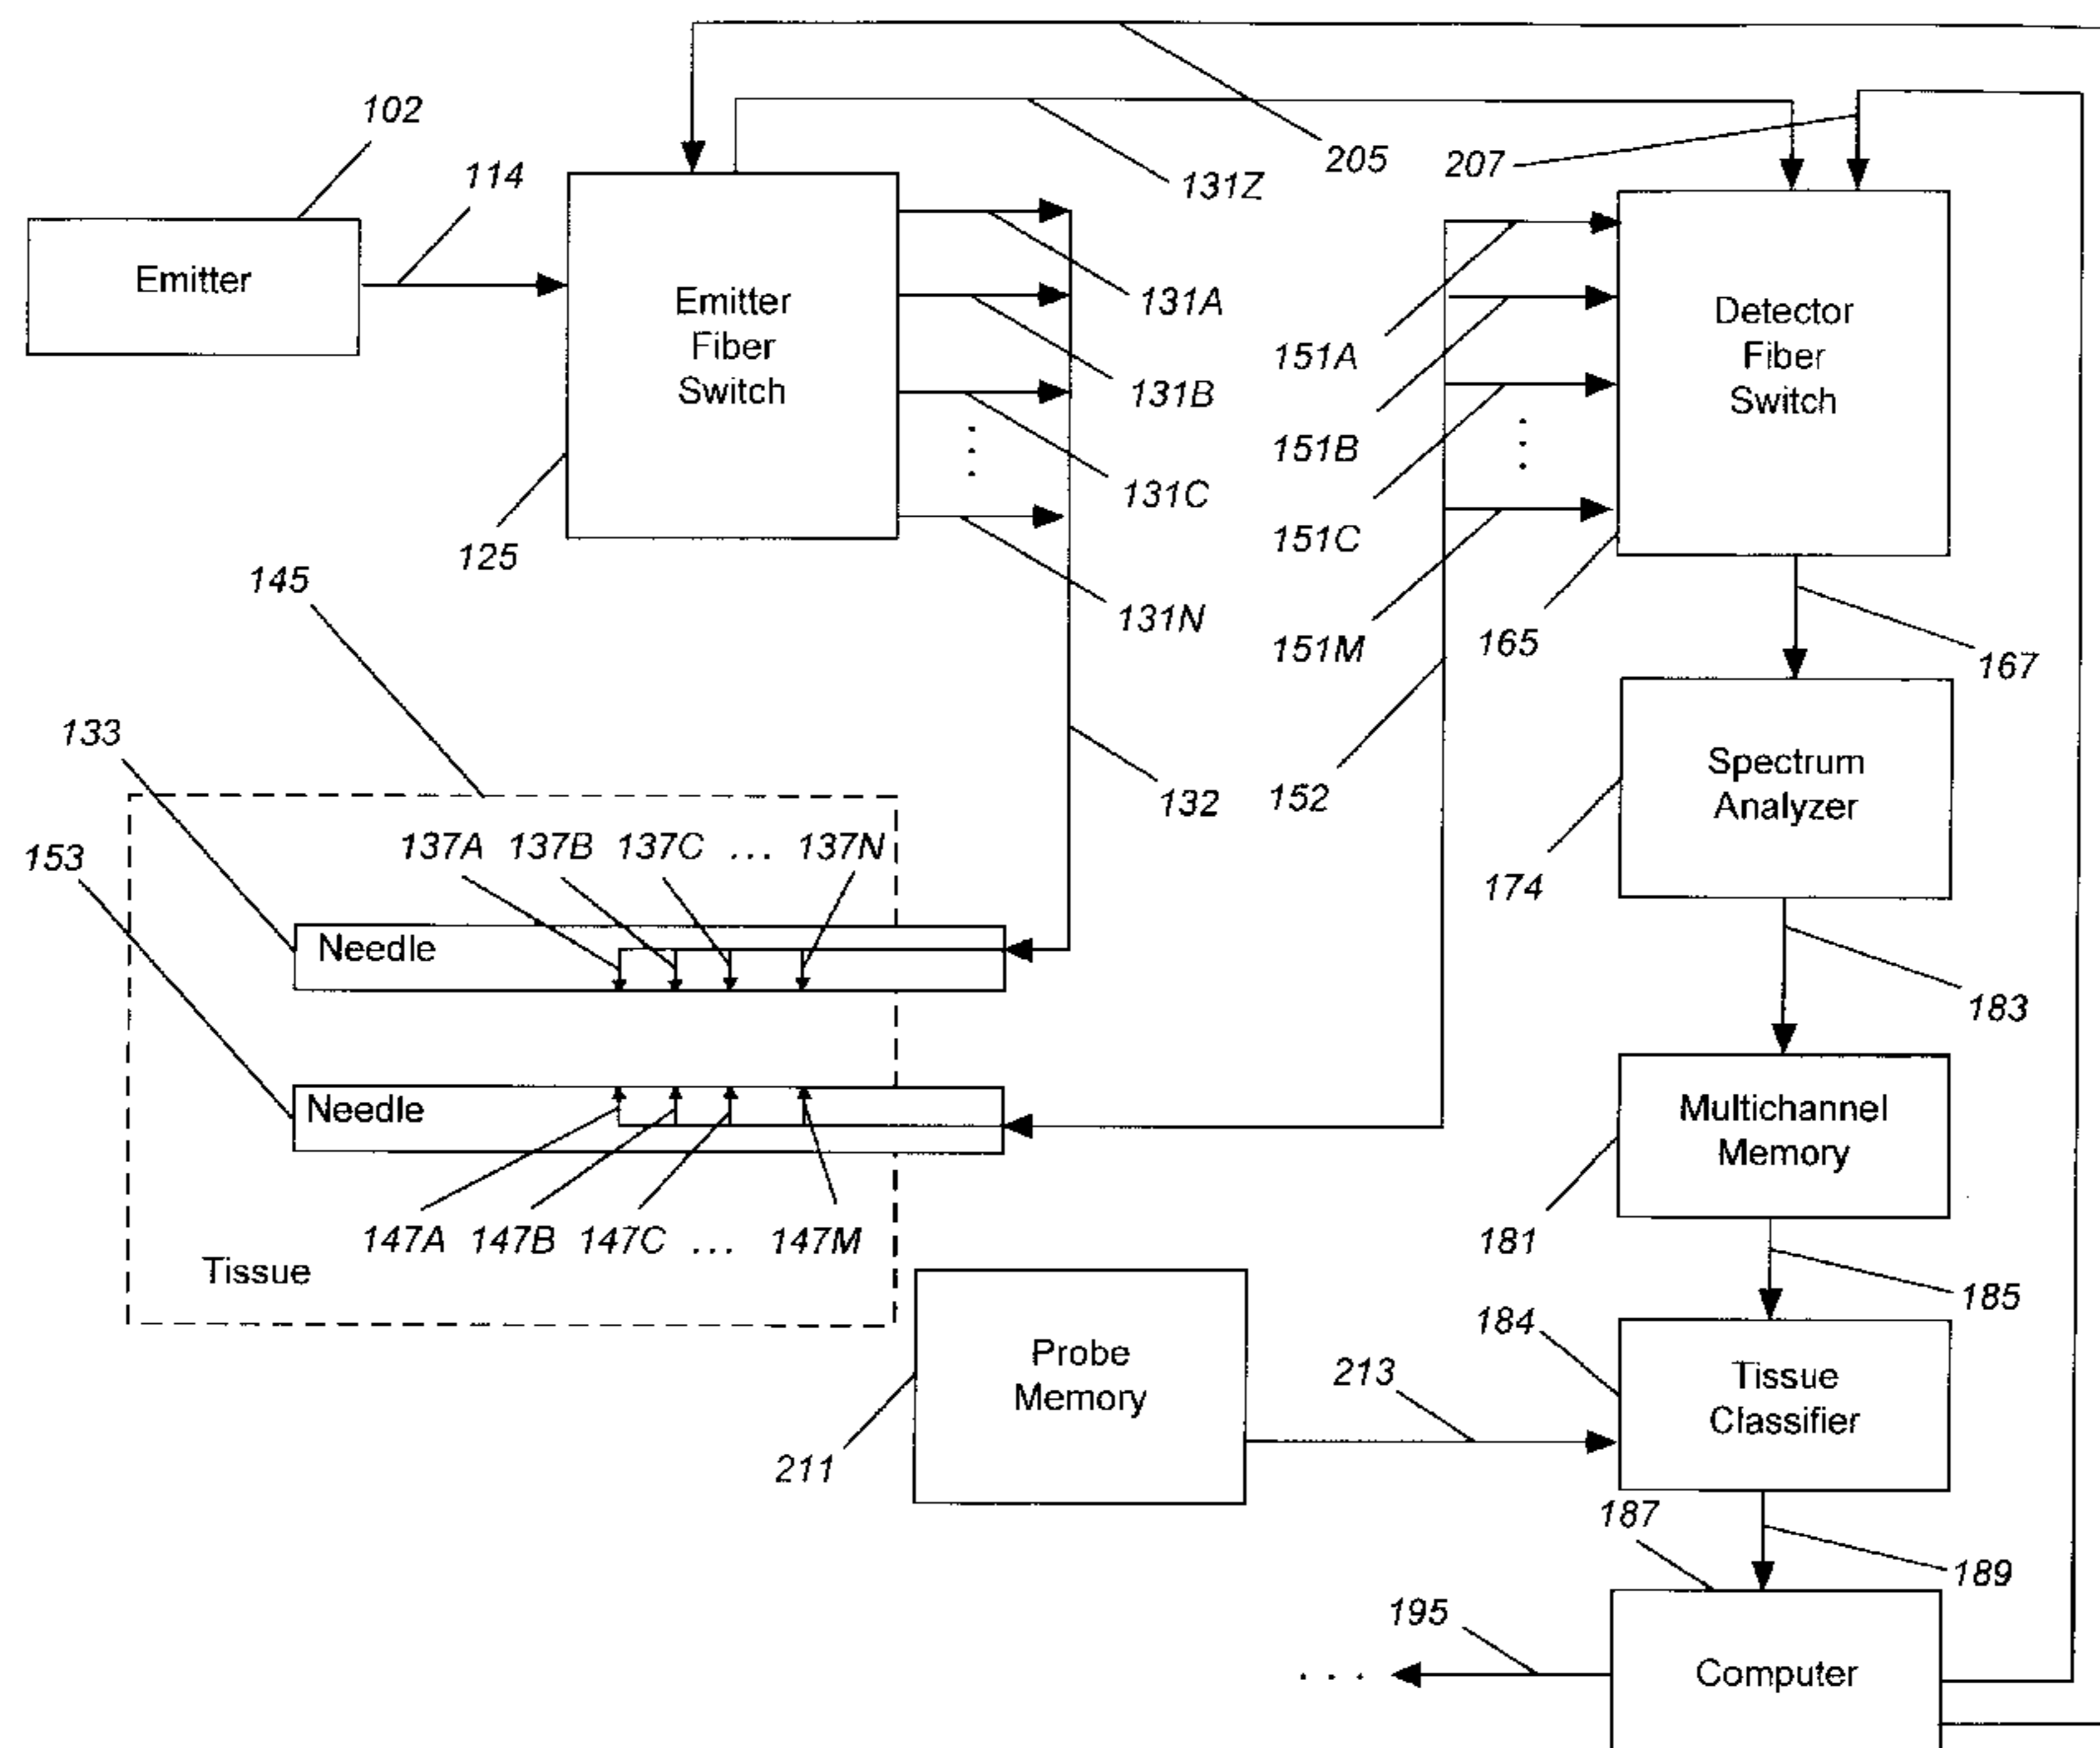 102
114
205
207
131Z
Emitter
Emitter
Fiber
Switch
131A
131B
131C
131N
125
151A
151B
151C
151M
Detector
Fiber
Switch
165
167
145
133
153
132
152
Spectrum
Analyzer
174
183
137A 137B 137C ... 137N
Needle
Needle
147A 147B 147C ... 147M
Tissue
Multichannel
Memory
181
185
184
Probe
Memory
211
213
Tissue
Classifier
187
189
195
. . .
Computer